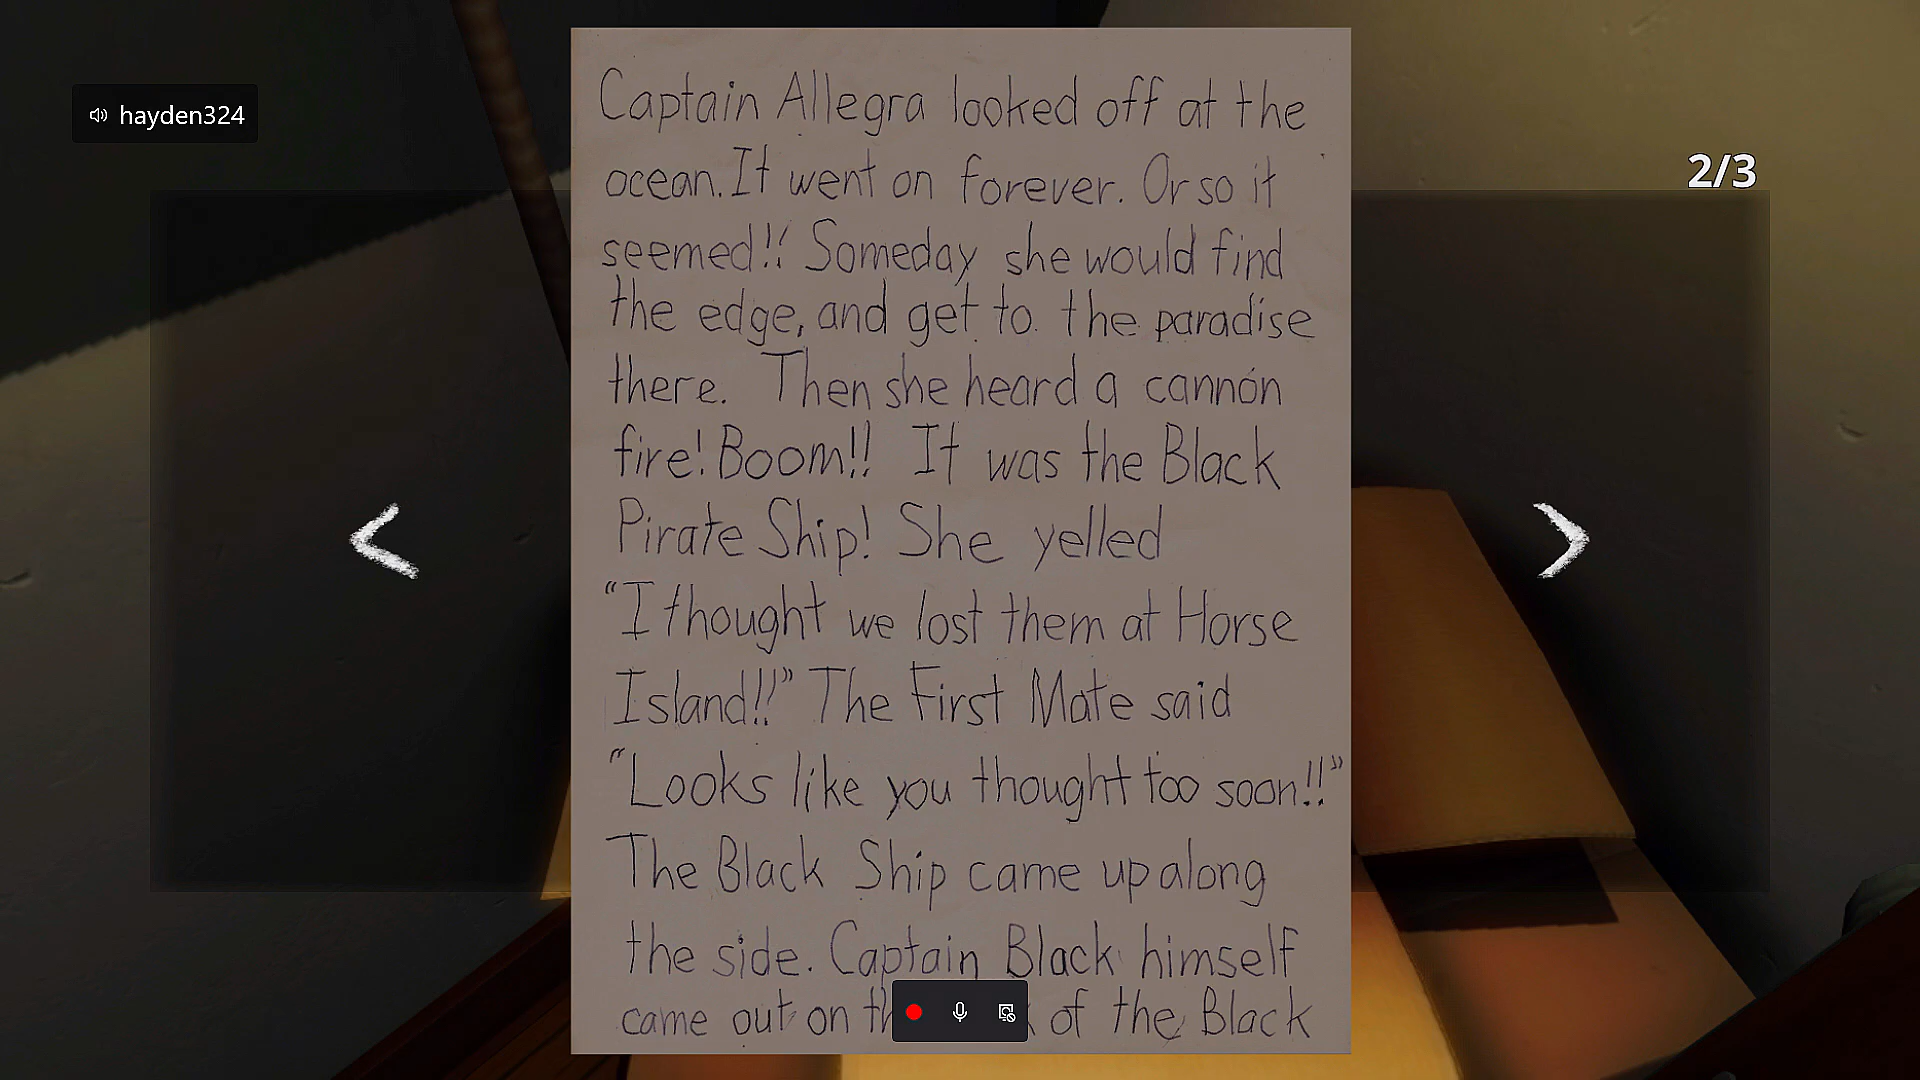 hayden324
2/3
Captain Allegra looked off at the
ocean. It went on forever. Or so it
seemed!! Someday she would find
the edge, and get to the paradise
there. Then she heard a cannon
fire! Boom!! It was the Black
Pirate Ship! She yelled
"I thought we lost them at Horse
Island!!" The First Mate said
"Looks like you thought too soon!!"
The Black Ship came up along
the side. Captain Black himself
came out on of the Black